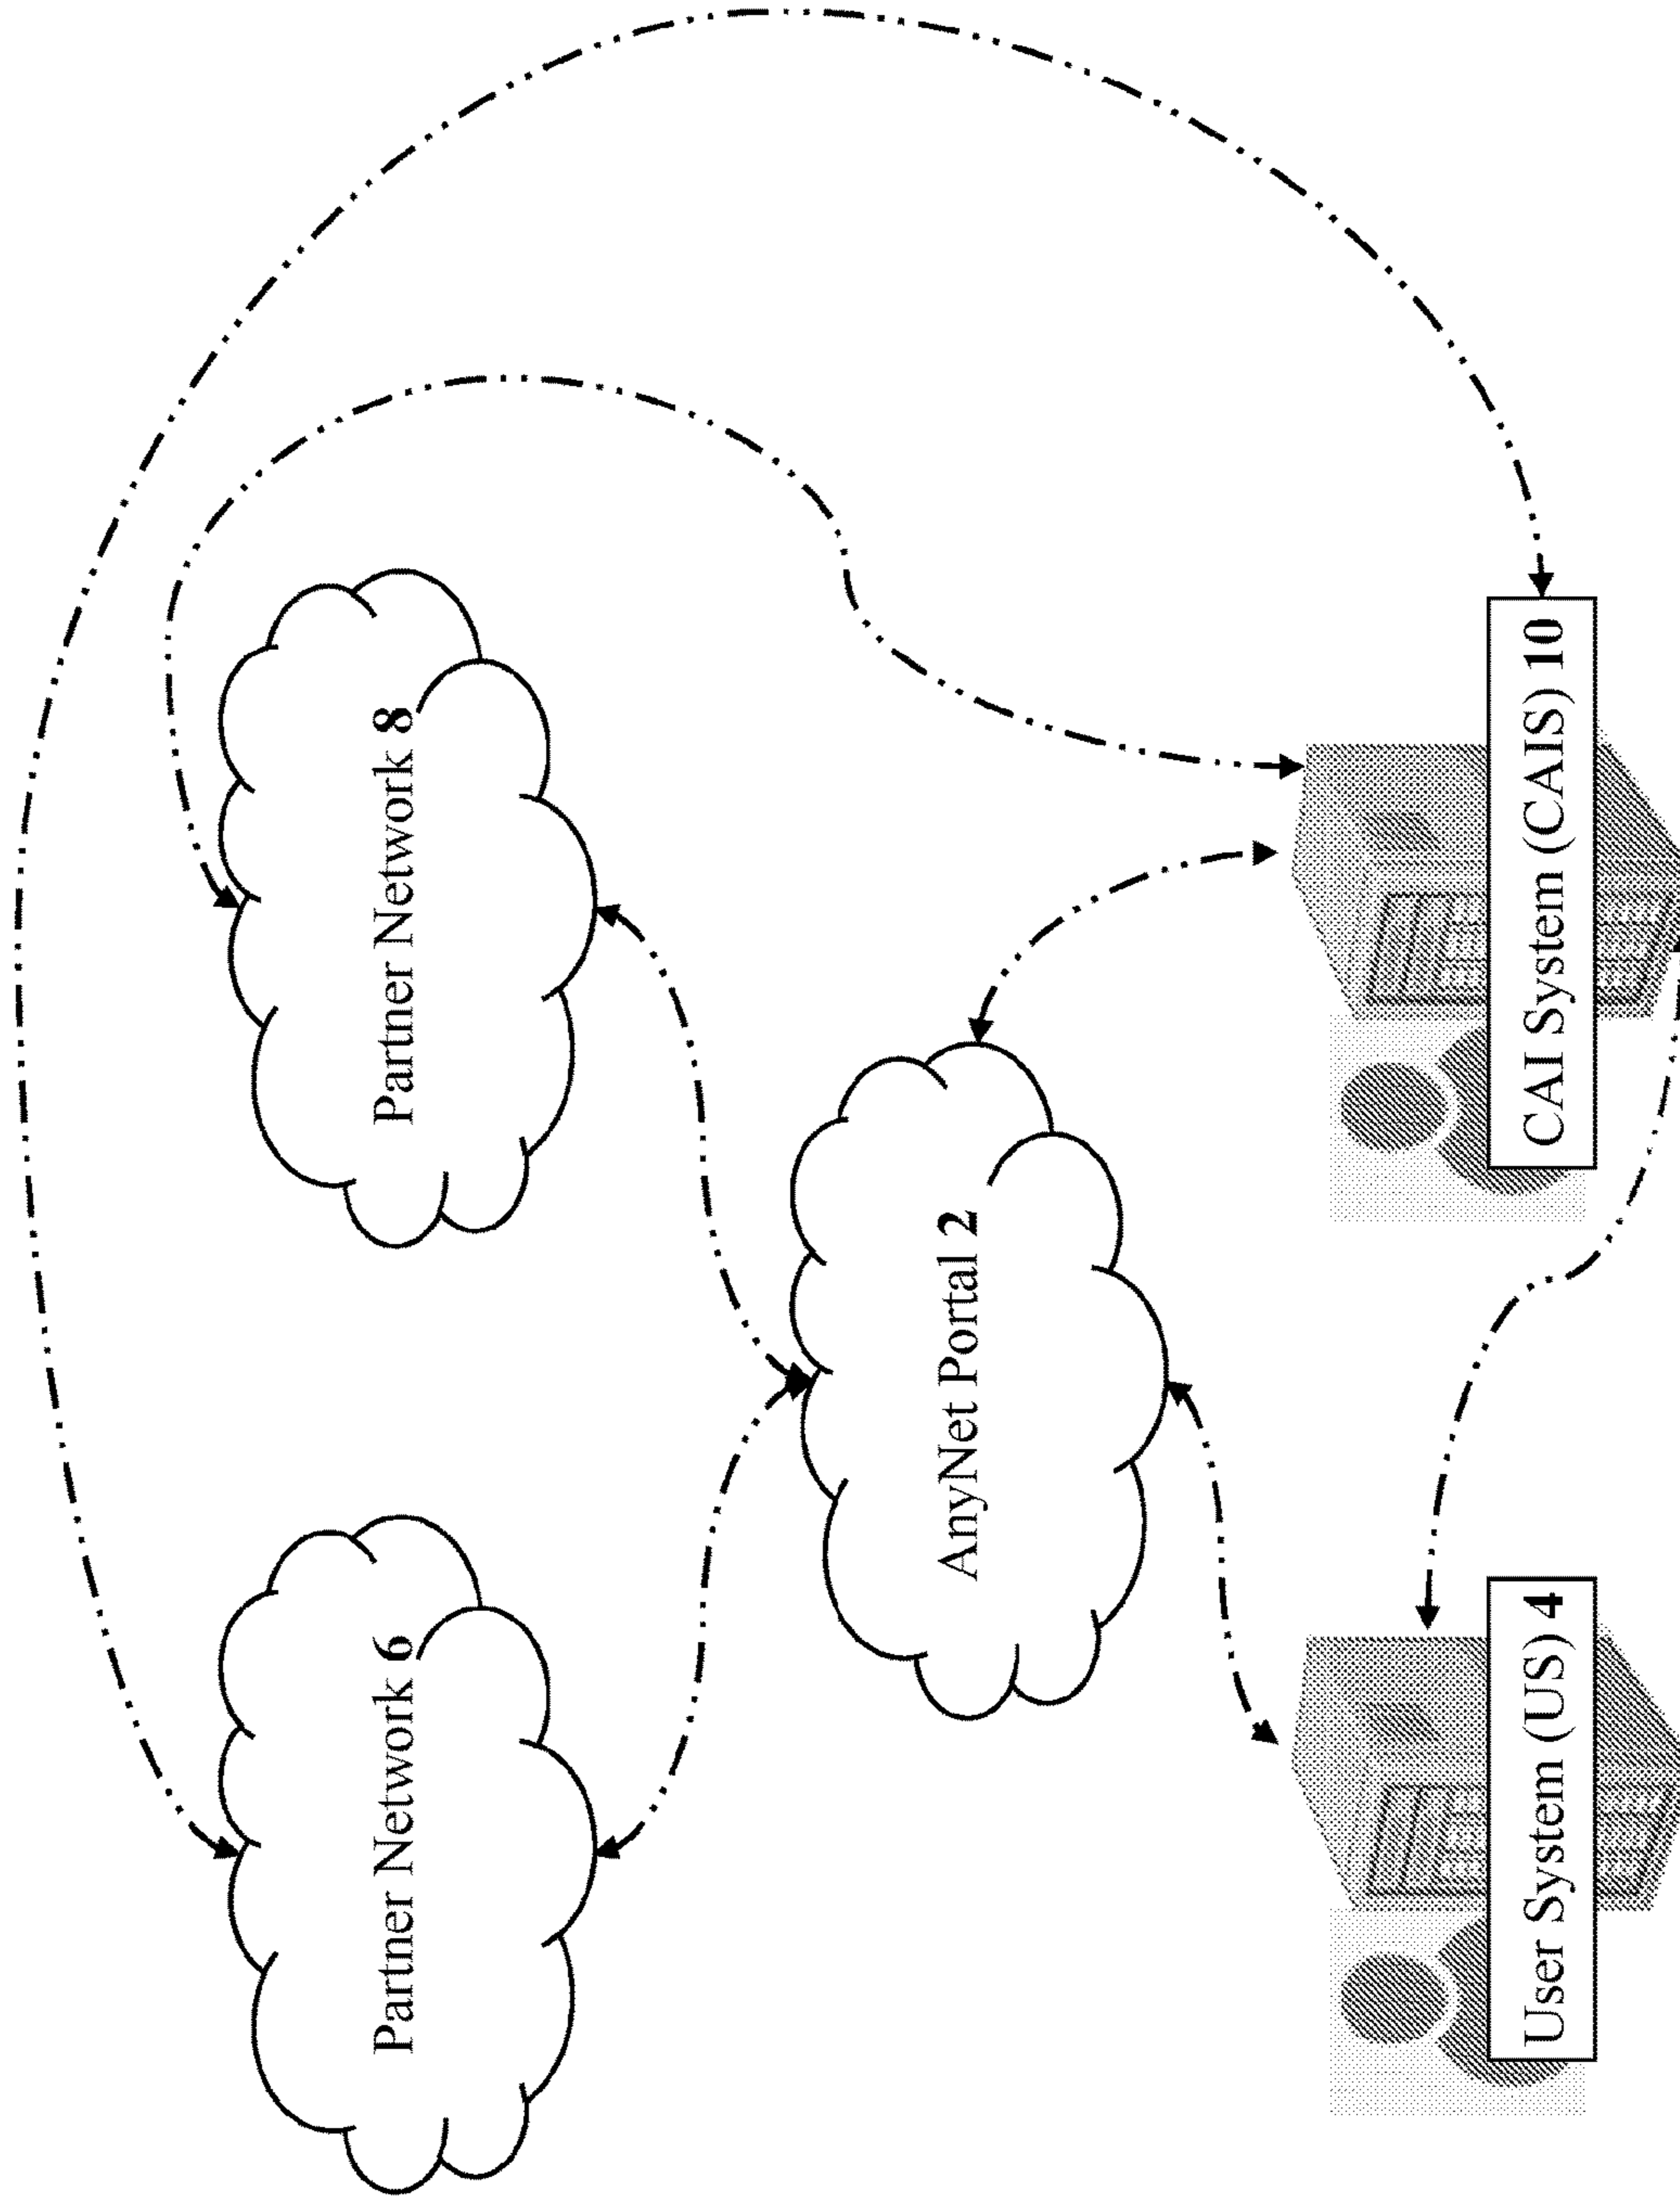 Partner Network 6
Partner Network 8
AnyNet Portal 2
User System (US) 4
CAI System (CAIS) 10